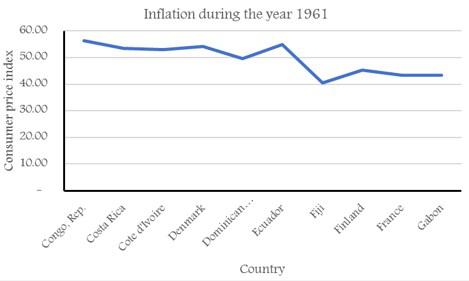 Inflation during the year 1961
Consumer price index
60.00
50.00
40.00
30.00
20.00
10.00
-
Congo, Rep.
Costa Rica
Cote d'Ivoire
Denmark
Dominican...
Ecuador
Fiji
Finland
France
Gabon
Country